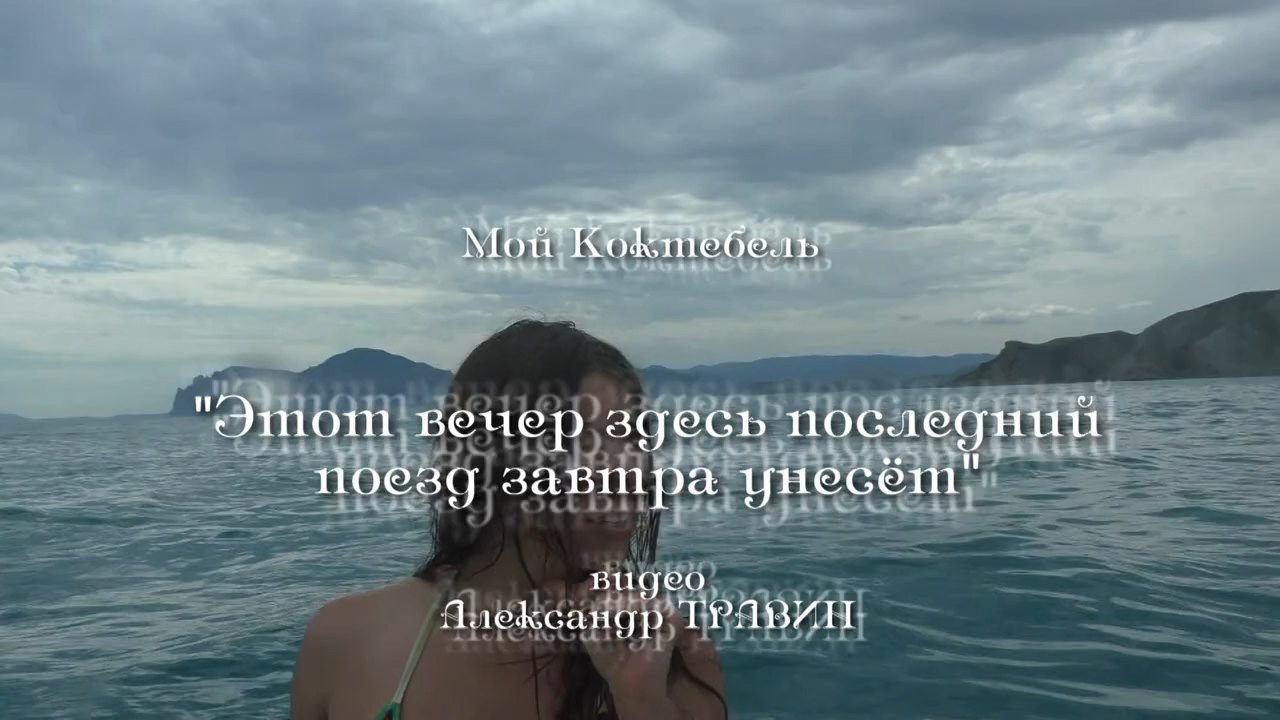 Мой Коктебель
"Этот вечер здесь последний
поезд завтра унесёт"
видео
Александр ТРАВИН